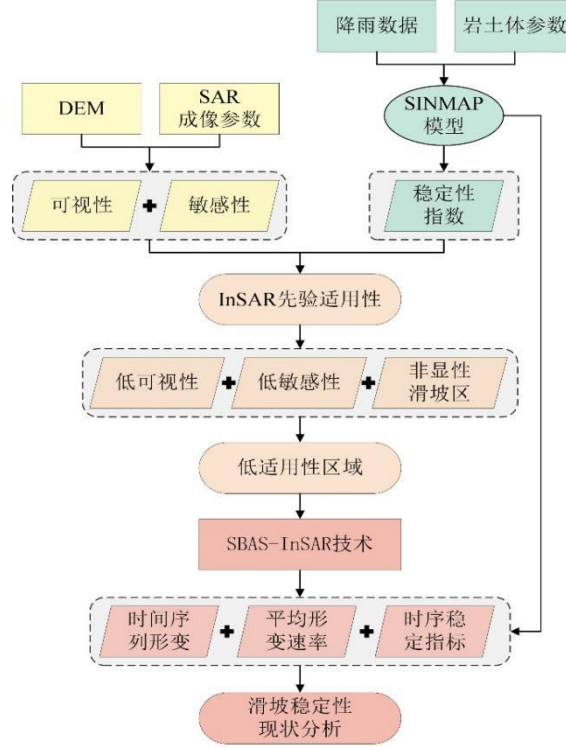 降雨数据
岩土体参数
DEM
SAR
成像参数
SINMAP
模型
可视性
+
敏感性
稳定性
指数
InSAR先验适用性
低可视性
+
低敏感性
+
非显性
滑坡区
低适用性区域
SBAS-InSAR技术
时间序
列形变
+
平均形
变速率
+
时序稳
定指标
滑坡稳定性
现状分析